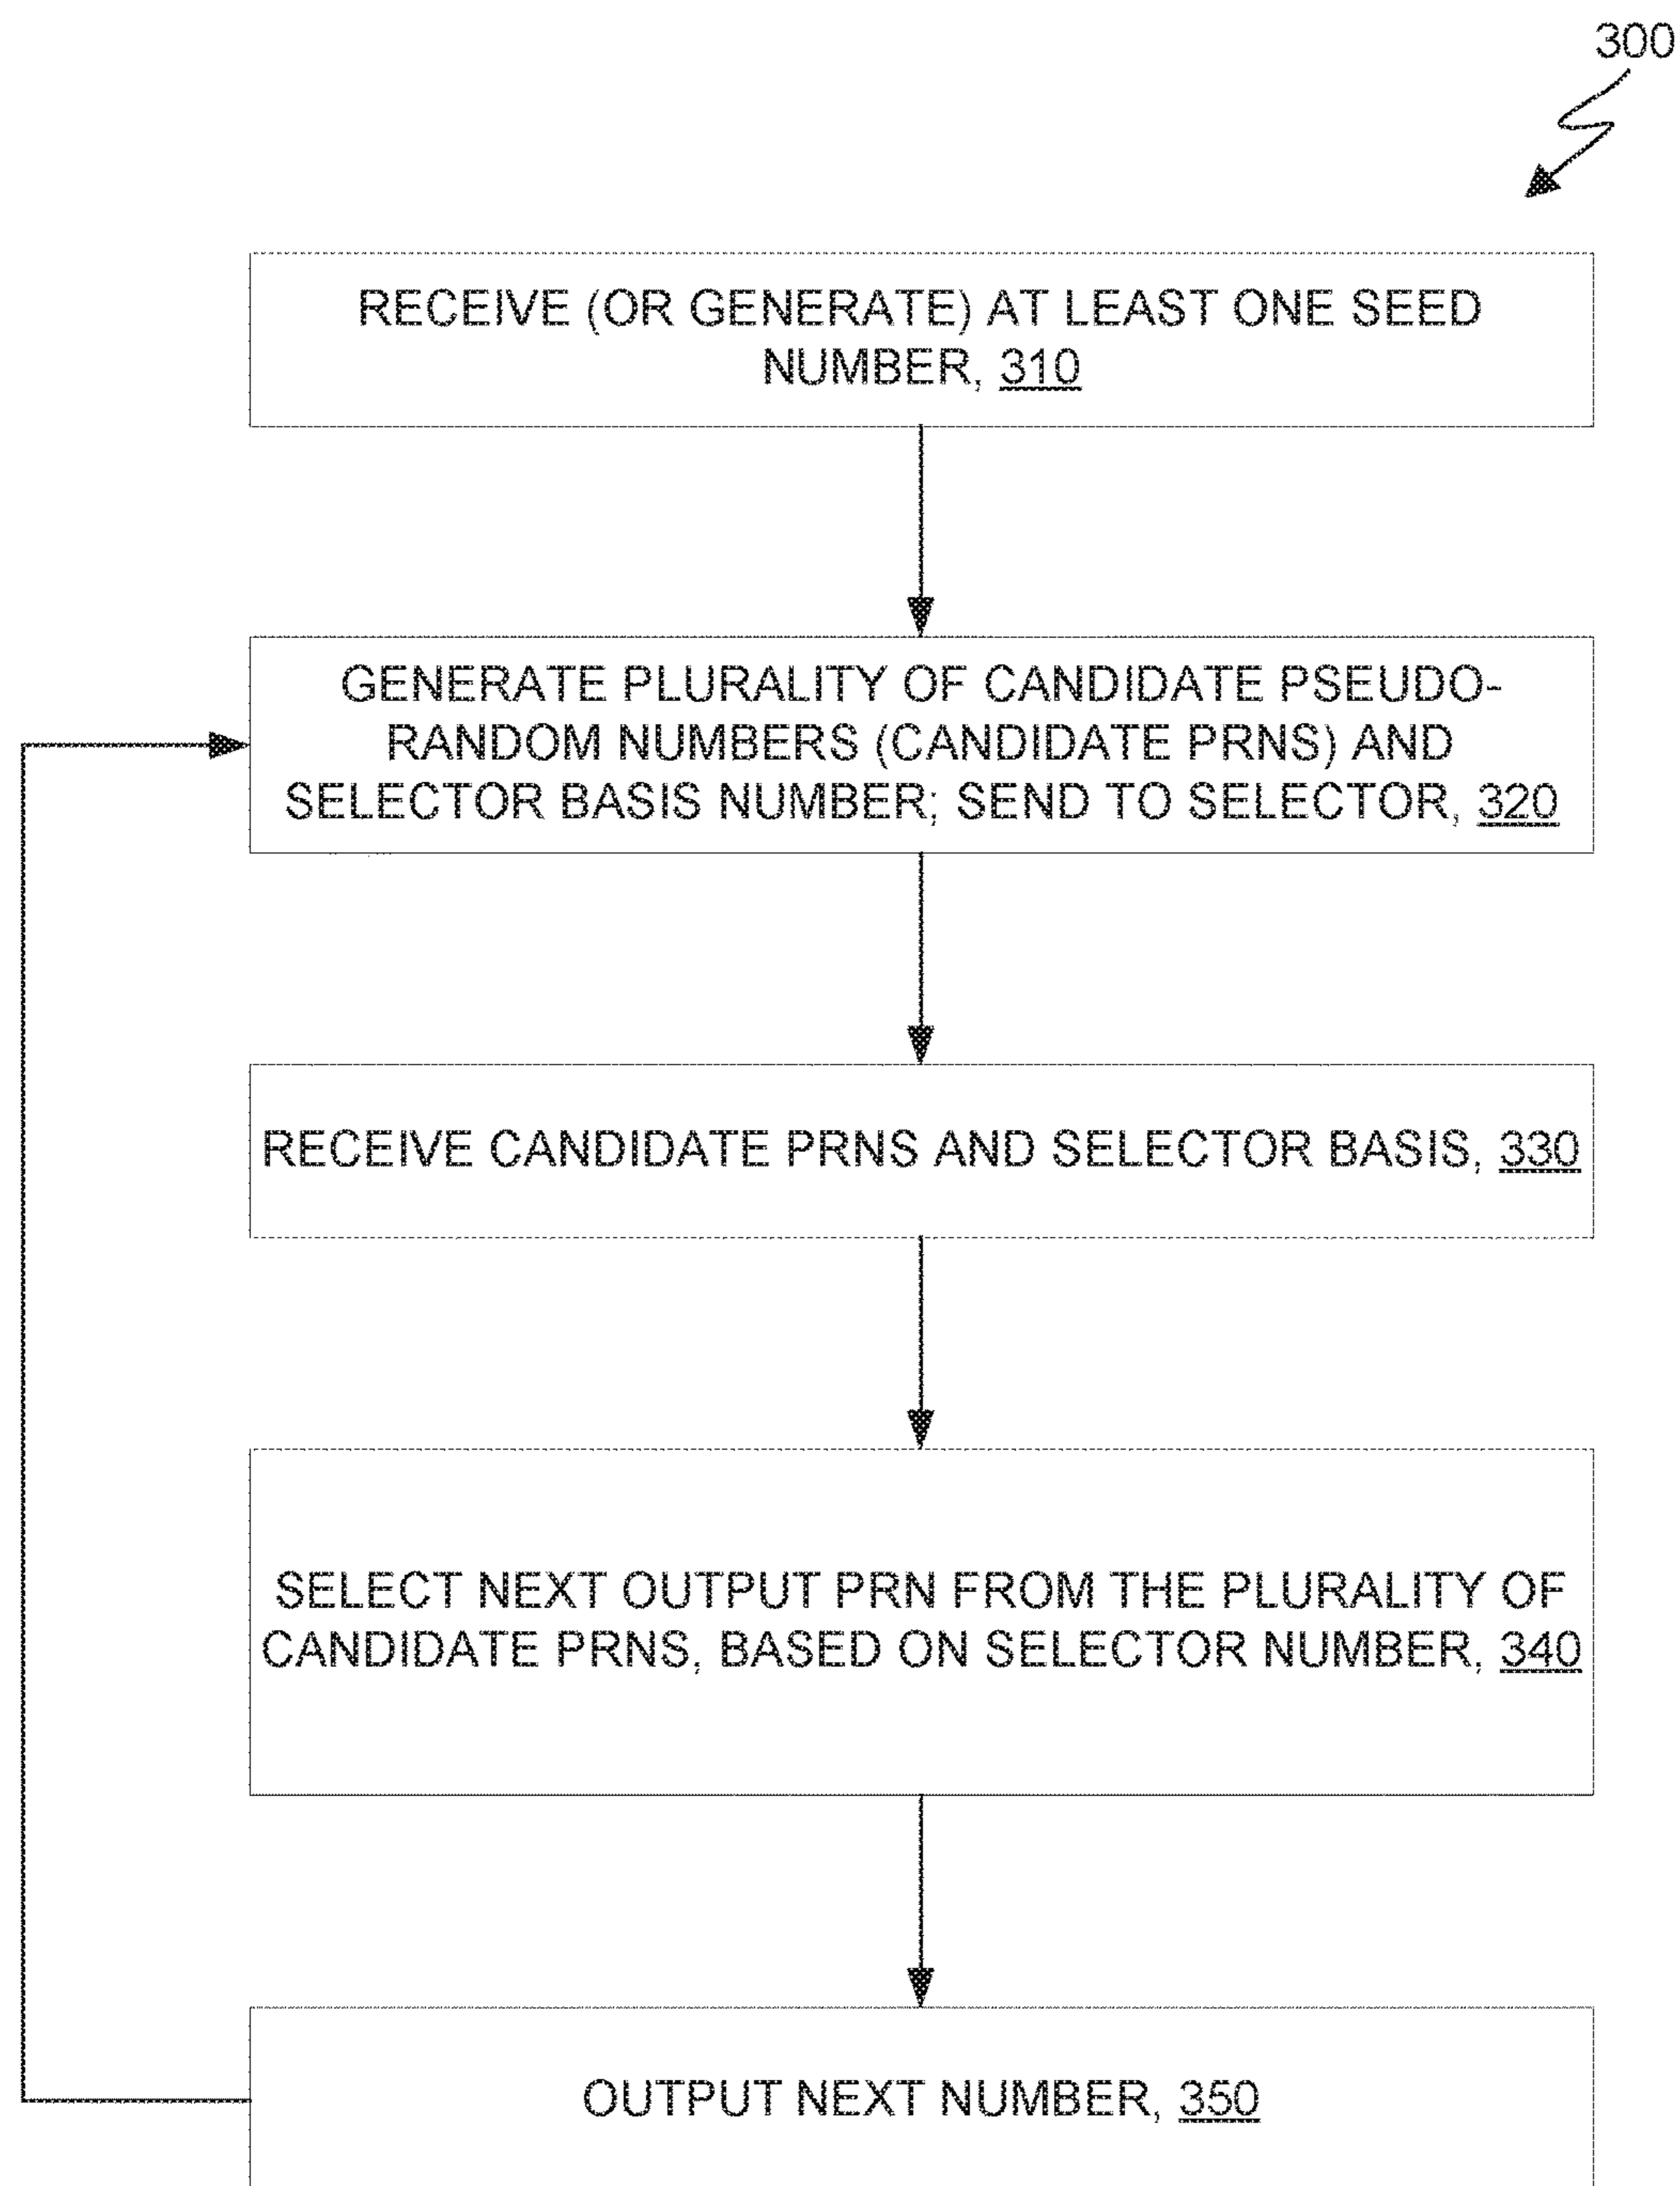 300
RECEIVE (OR GENERATE) AT LEAST ONE SEED
NUMBER, 310
GENERATE PLURALITY OF CANDIDATE PSEUDO-
RANDOM NUMBERS (CANDIDATE PRNS) AND
SELECTOR BASIS NUMBER; SEND TO SELECTOR, 320
RECEIVE CANDIDATE PRNS AND SELECTOR BASIS, 330
SELECT NEXT OUTPUT PRN FROM THE PLURALITY OF
CANDIDATE PRNS, BASED ON SELECTOR NUMBER, 340
OUTPUT NEXT NUMBER, 350